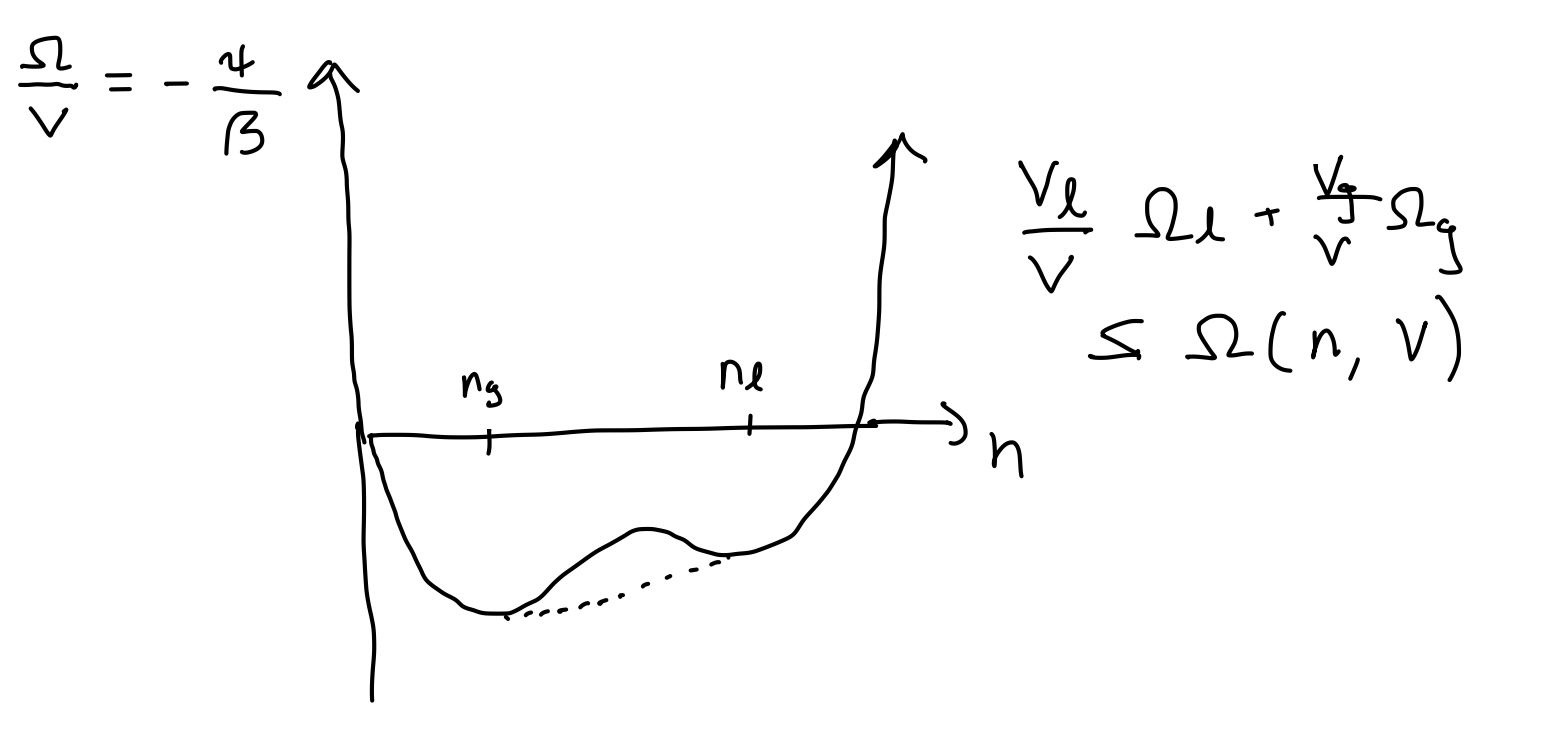 Ω/V = - ψ/β
V_l/V Ω_l + V_g/V Ω_g
≤ Ω(n, V)
n_g
n_l
n